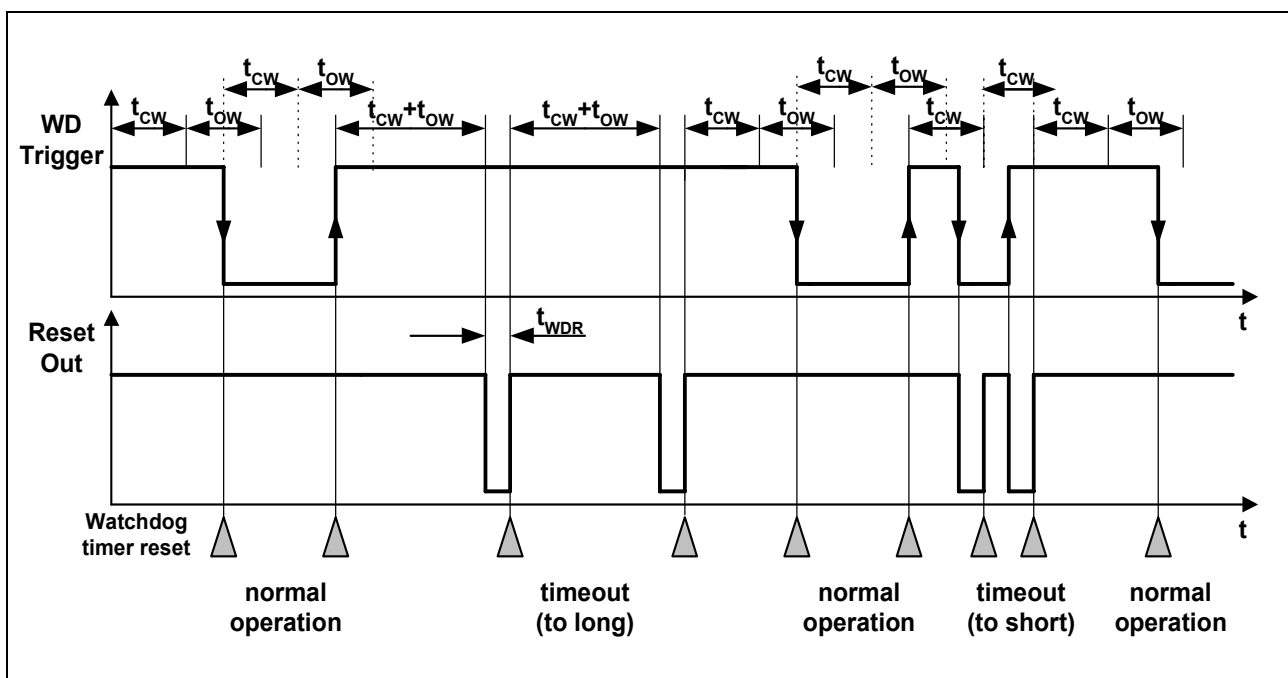 tCW tOW tCW tOW tCW
WD Trigger
tCW tOW tCW+tOW tCW+tOW tCW tOW tCW tCW tOW
t
Reset Out
tWDR
t
Watchdog timer reset
normal operation
timeout (to long)
normal operation
timeout (to short)
normal operation